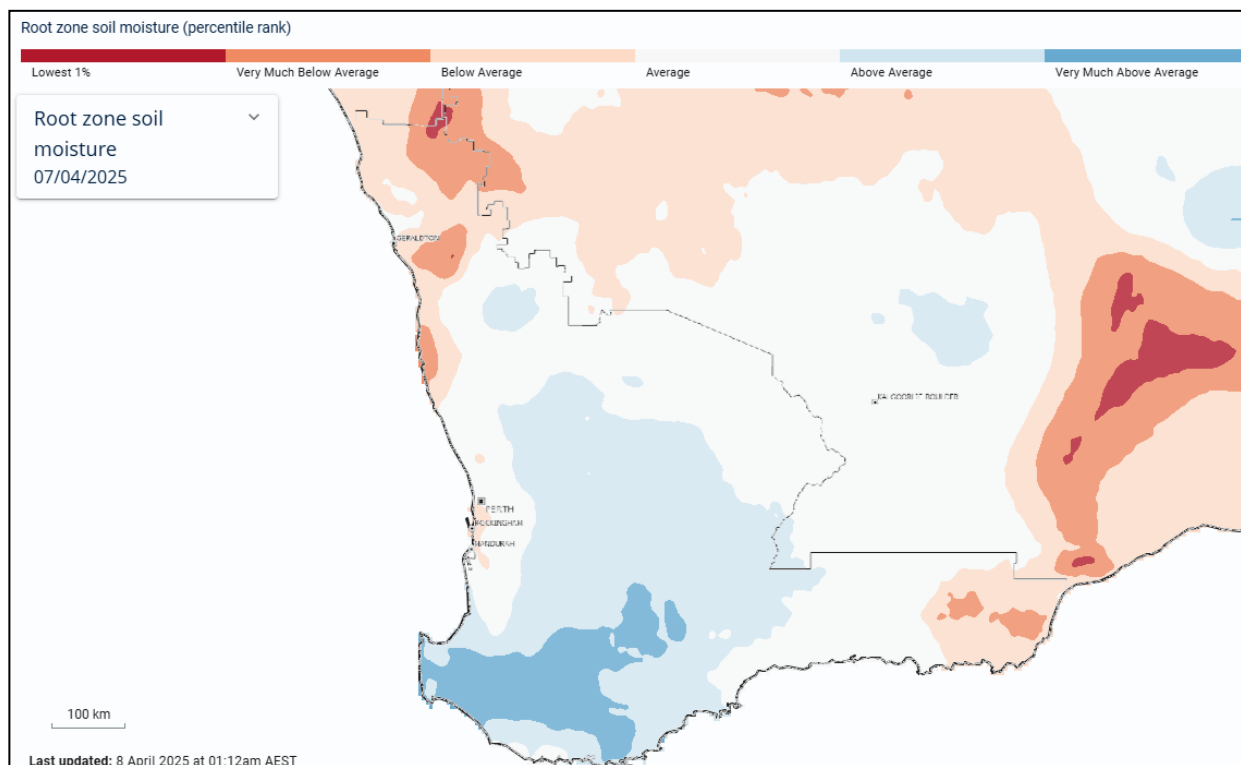 Root zone soil moisture (percentile rank)
Lowest 1% Very Much Below Average Below Average Average Above Average Very Much Above Average
Root zone soil
moisture
07/04/2025
GERALDTON
KALGOORLIE BOULDER
PERTH
ROCKINGHAM
MANDURAH
100 km
Last updated: 8 April 2025 at 01:12am AEST